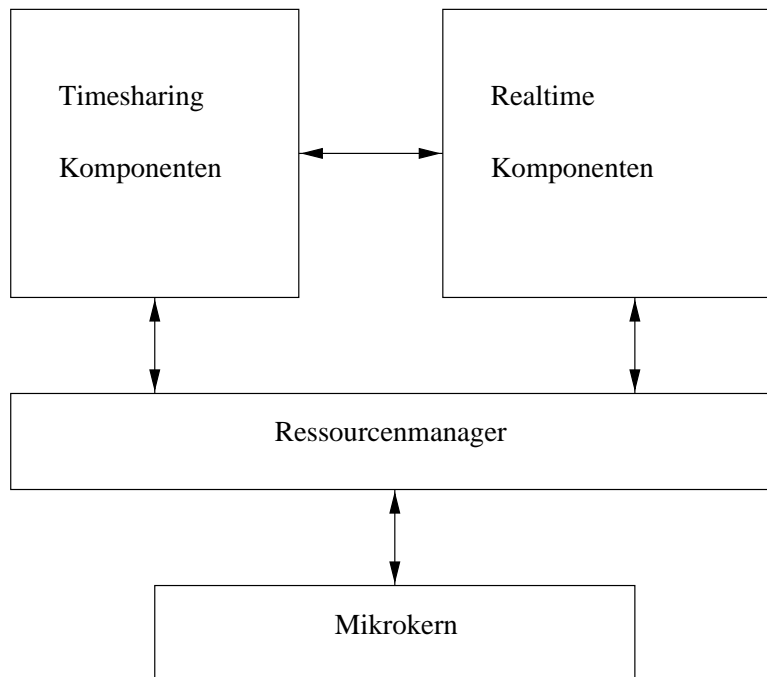 Timesharing
Komponenten
Realtime
Komponenten
Ressourcenmanager
Mikrokern